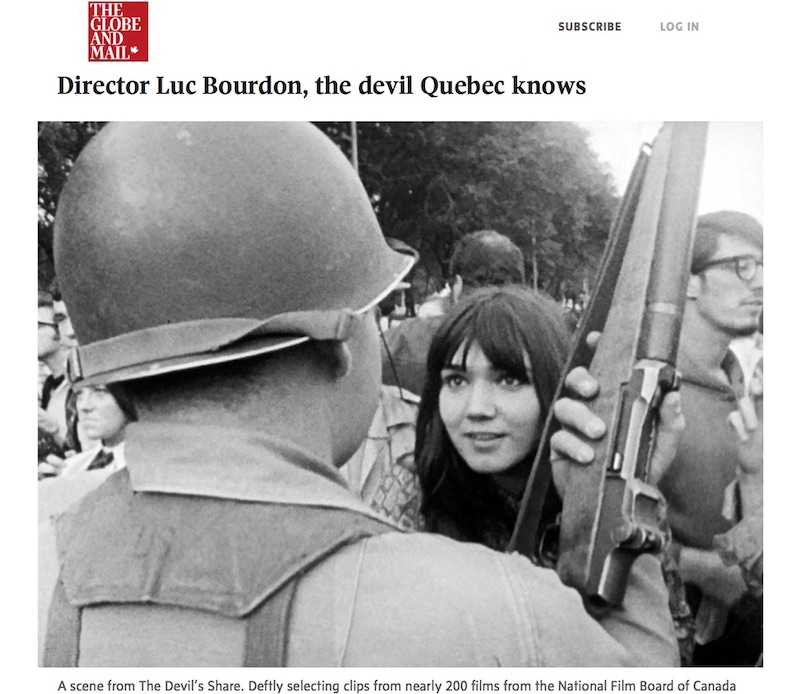 THE
GLOBE
AND
MAIL
SUBSCRIBE
LOG IN
Director Luc Bourdon, the devil Quebec knows
A scene from The Devil's Share. Deftly selecting clips from nearly 200 films from the National Film Board of Canada